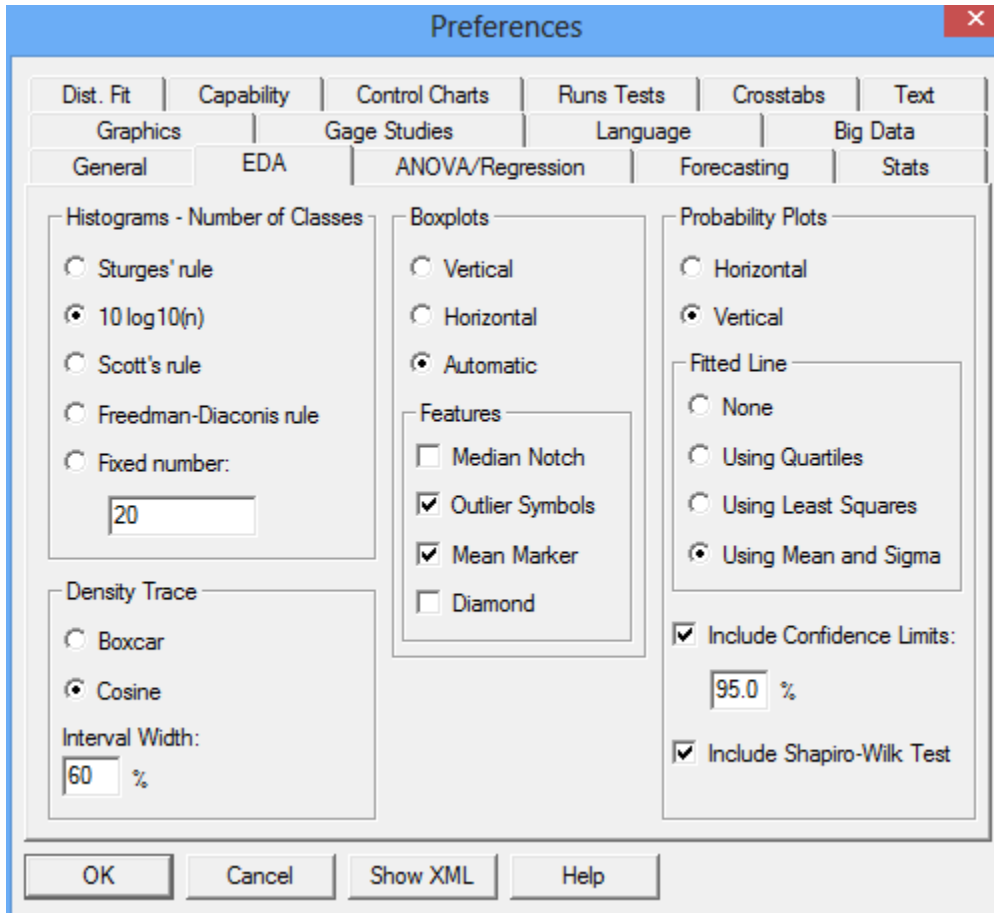 Preferences
Dist. Fit
Capability
Control Charts
Runs Tests
Crosstabs
Text
Graphics
Gage Studies
Language
Big Data
General
EDA
ANOVA/Regression
Forecasting
Stats
Histograms - Number of Classes
Sturges' rule
10 log10(n)
Scott's rule
Freedman-Diaconis rule
Fixed number:
20
Density Trace
Boxcar
Cosine
Interval Width:
60 %
Boxplots
Vertical
Horizontal
Automatic
Features
Median Notch
Outlier Symbols
Mean Marker
Diamond
Probability Plots
Horizontal
Vertical
Fitted Line
None
Using Quartiles
Using Least Squares
Using Mean and Sigma
Include Confidence Limits:
95.0 %
Include Shapiro-Wilk Test
OK
Cancel
Show XML
Help